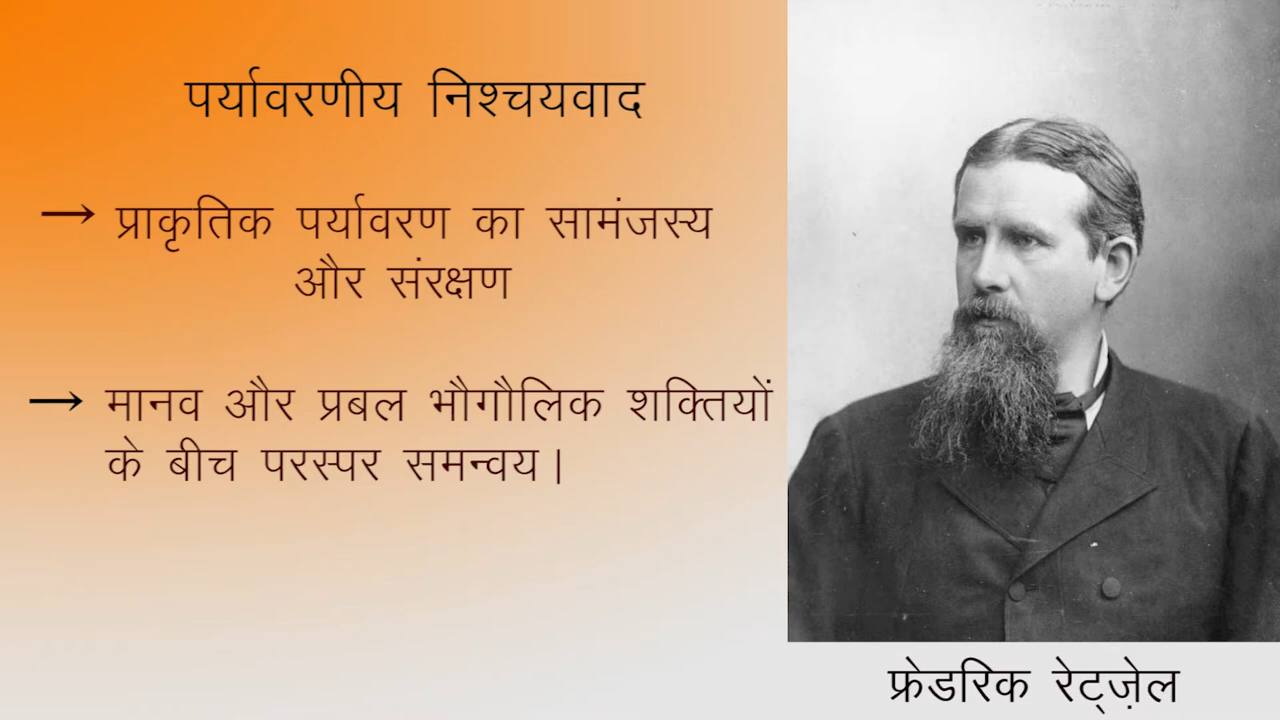 पर्यावरणीय निश्चयवाद
→ प्राकृतिक पर्यावरण का सामंजस्य
और संरक्षण
→ मानव और प्रबल भौगौलिक शक्तियों
के बीच परस्पर समन्वय।
फ्रेडरिक रेट्ज़ेल